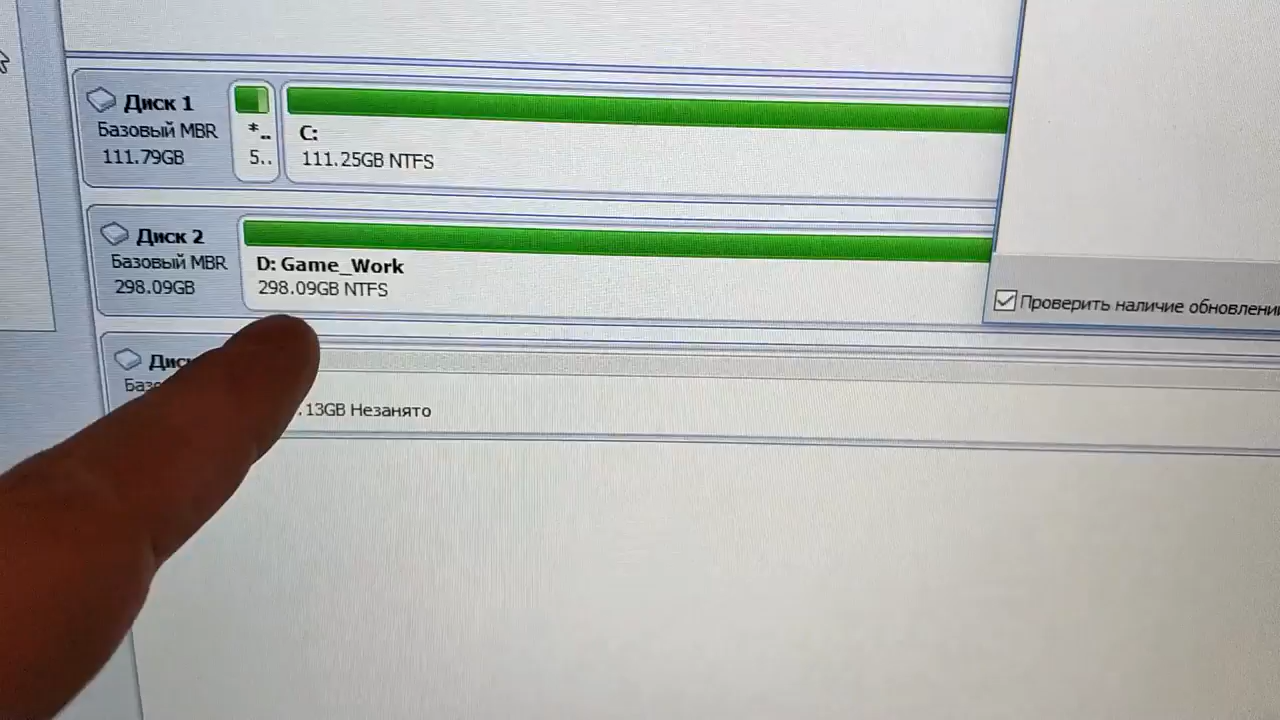 Диск 1
Базовый MBR
111.79GB
*..
5..
C:
111.25GB NTFS
Диск 2
Базовый MBR
298.09GB
D: Game_Work
298.09GB NTFS
Проверить наличие
.13GB Незанято